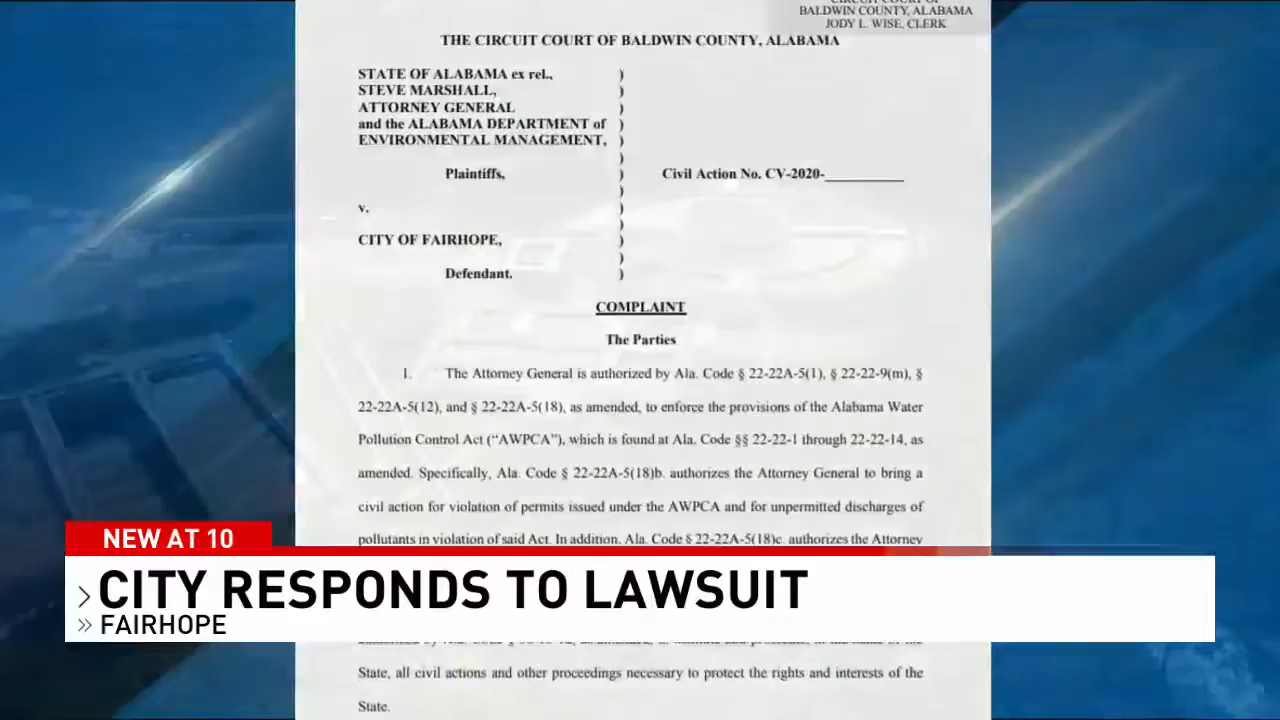 BALDWIN COUNTY, ALABAMA
JODY L. WISE, CLERK
THE CIRCUIT COURT OF BALDWIN COUNTY, ALABAMA
STATE OF ALABAMA ex rel., )
STEVE MARSHALL, )
ATTORNEY GENERAL )
and the ALABAMA DEPARTMENT of )
ENVIRONMENTAL MANAGEMENT, )
)
Plaintiffs, ) Civil Action No. CV-2020-__________
)
v. )
)
CITY OF FAIRHOPE, )
)
Defendant. )
COMPLAINT
The Parties
1. The Attorney General is authorized by Ala. Code § 22-22A-5(1), § 22-22-9(m), §
22-22A-5(12), and § 22-22A-5(18), as amended, to enforce the provisions of the Alabama Water
Pollution Control Act (“AWPCA”), which is found at Ala. Code §§ 22-22-1 through 22-22-14, as
amended. Specifically, Ala. Code § 22-22A-5(18)b. authorizes the Attorney General to bring a
civil action for violation of permits issued under the AWPCA and for unpermitted discharges of
pollutants in violation of said Act. In addition, Ala. Code § 22-22A-5(18)c. authorizes the Attorney
NEW AT 10
CITY RESPONDS TO LAWSUIT
FAIRHOPE
State, all civil actions and other proceedings necessary to protect the rights and interests of the
State.